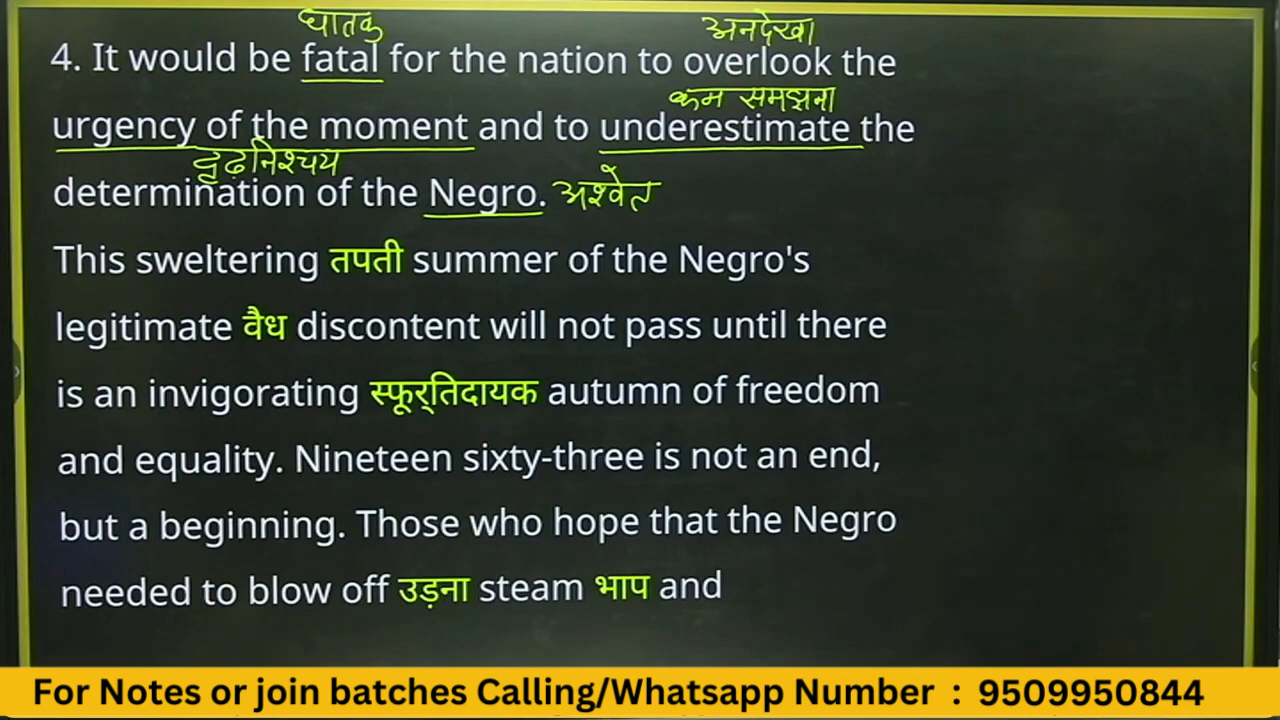 घातक अनदेखा
4. It would be fatal for the nation to overlook the
कम समझना
urgency of the moment and to underestimate the
दृढ़निश्चय
determination of the Negro. अश्वेत
This sweltering तपती summer of the Negro's
legitimate वैध discontent will not pass until there
is an invigorating स्फूर्तिदायक autumn of freedom
and equality. Nineteen sixty-three is not an end,
but a beginning. Those who hope that the Negro
needed to blow off उड़ना steam भाप and
For Notes or join batches Calling/Whatsapp Number : 9509950844